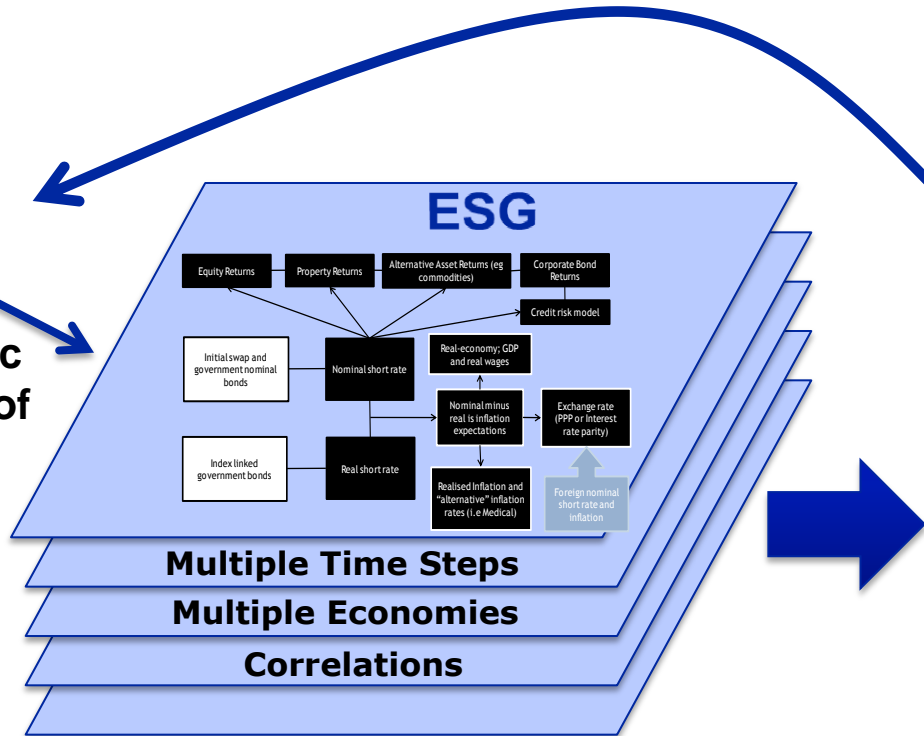 ESG
Equity Returns
Property Returns
Alternative Asset Returns (eg
commodities)
Corporate Bond
Returns
Credit risk model
ic
of
Initial swap and
government nominal
bonds
Nominal short rate
Real-economy; GDP
and real wages
Nominal minus
real is inflation
expectations
Exchange rate
(PPP or Interest
rate parity)
Index linked
government bonds
Real short rate
Realised Inflation and
“alternative” inflation
rates (i.e Medical)
Foreign nominal
short rate and
inflation
Multiple Time Steps
Multiple Economies
Correlations